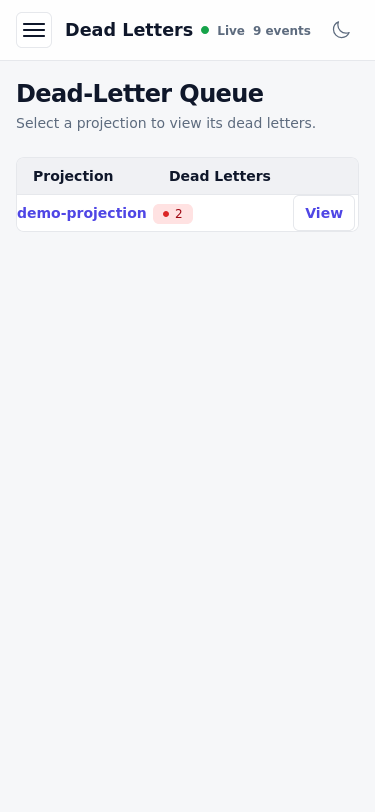 Dead Letters Live 9 events
Dead-Letter Queue
Select a projection to view its dead letters.
Projection Dead Letters
demo-projection 2 View